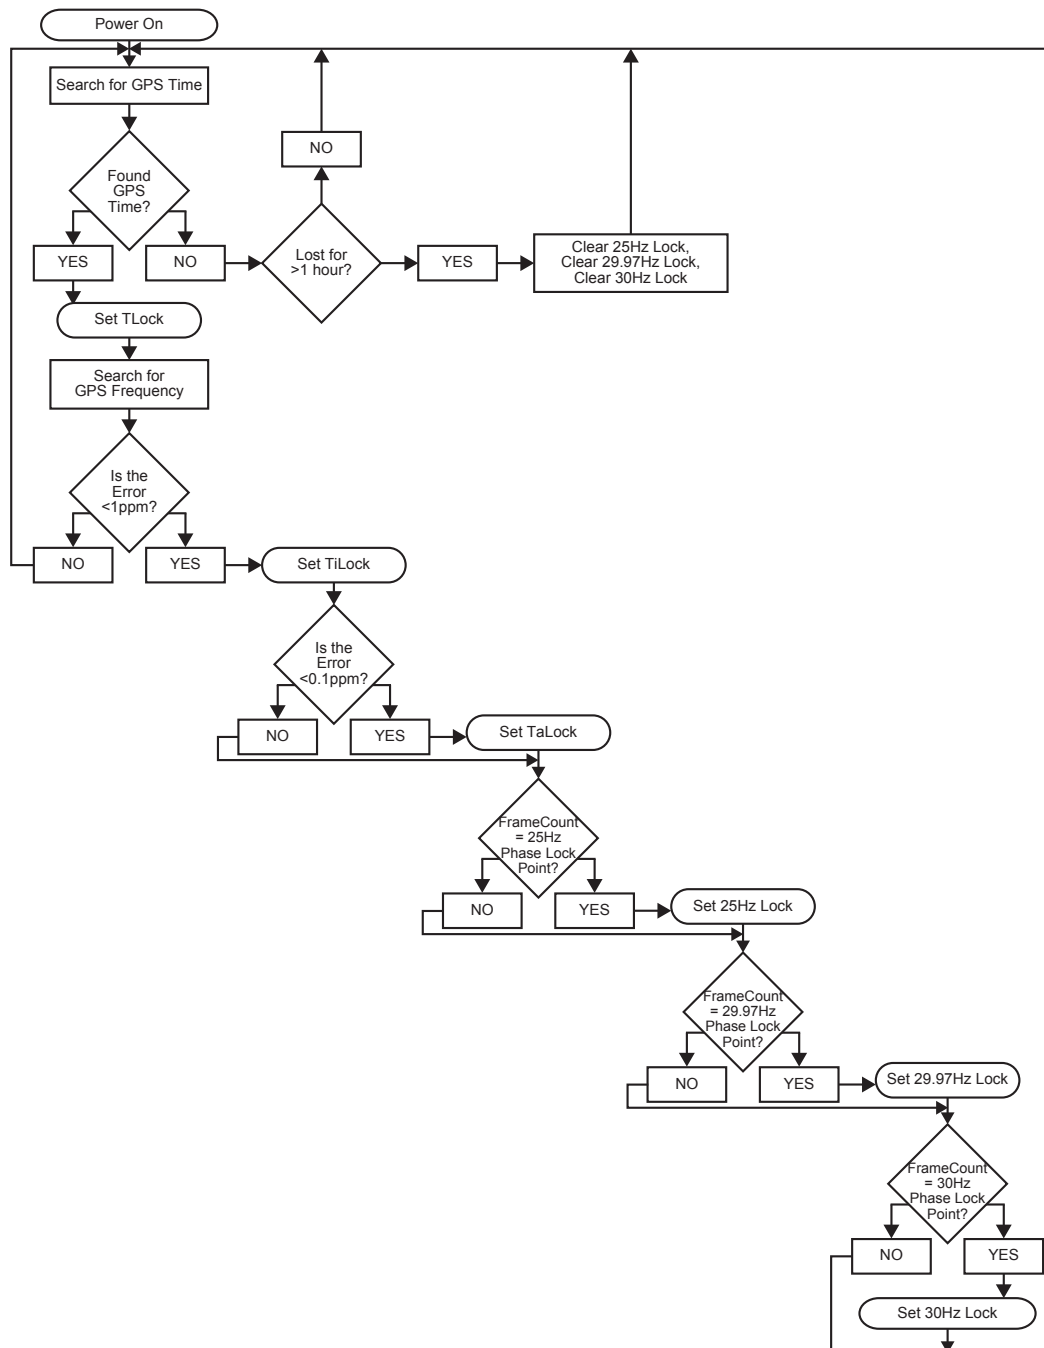 Power On
Search for GPS Time
Found
GPS
Time?
YES
NO
NO
Lost for
>1 hour?
YES
Clear 25Hz Lock,
Clear 29.97Hz Lock,
Clear 30Hz Lock
Set TLock
Search for
GPS Frequency
Is the
Error
<1ppm?
NO
YES
Set TiLock
Is the
Error
<0.1ppm?
NO
YES
Set TaLock
FrameCount
= 25Hz
Phase Lock
Point?
NO
YES
Set 25Hz Lock
FrameCount
= 29.97Hz
Phase Lock
Point?
NO
YES
Set 29.97Hz Lock
FrameCount
= 30Hz
Phase Lock
Point?
NO
YES
Set 30Hz Lock